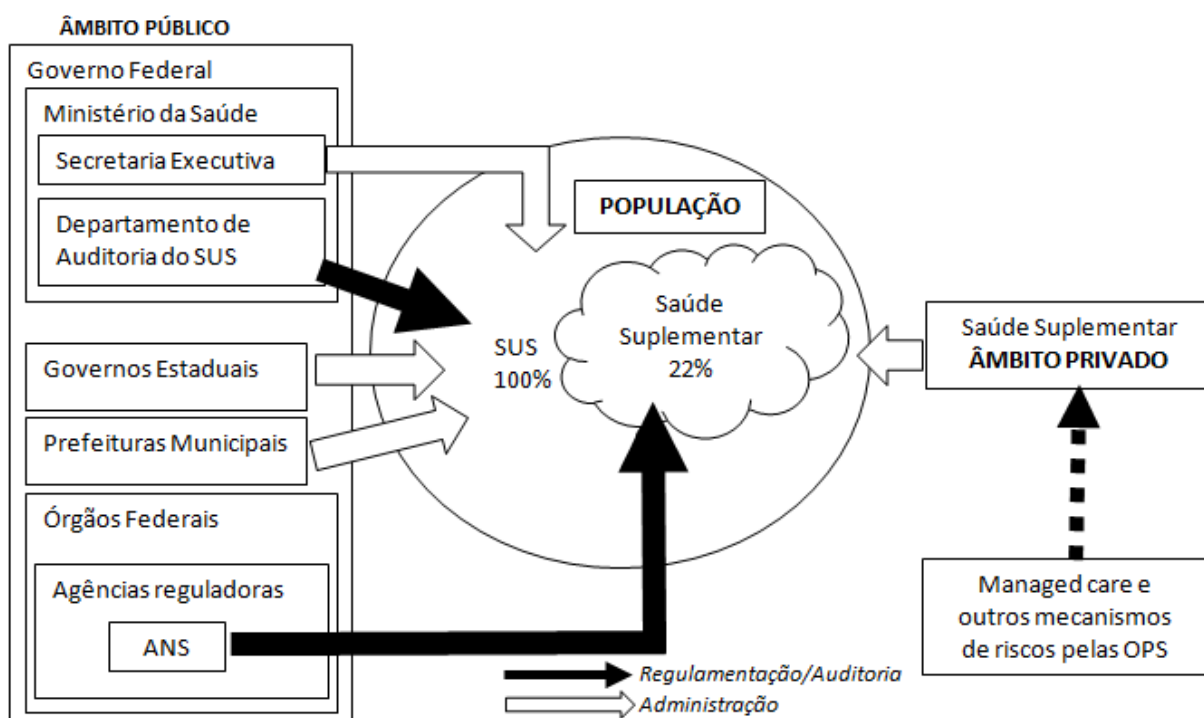 ÂMBITO PÚBLICO
Governo Federal
Ministério da Saúde
Secretaria Executiva
Departamento de
Auditoria do SUS
Governos Estaduais
Prefeituras Municipais
Órgãos Federais
Agências reguladoras
ANS
POPULAÇÃO
SUS
100%
Saúde
Suplementar
22%
Saúde Suplementar
ÂMBITO PRIVADO
Managed care e
outros mecanismos
de riscos pelas OPS
Regulamentação/Auditoria
Administração